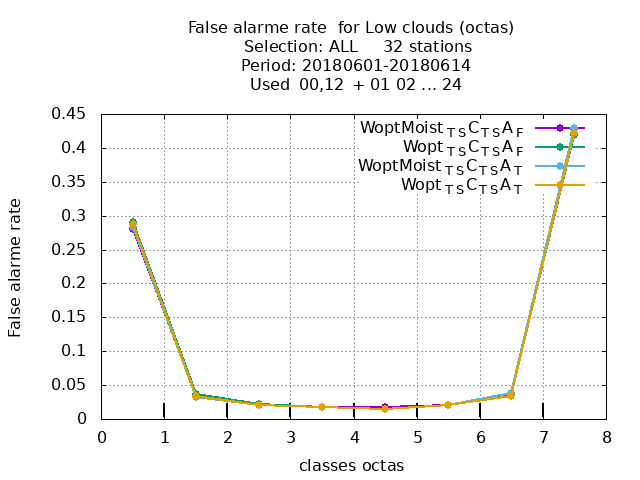 False alarme rate  for Low clouds (octas)
Selection: ALL     32 stations
Period: 20180601-20180614
Used  00,12  + 01 02 ... 24
WoptMoist TS C TS A F
Wopt TS C TS A F
WoptMoist TS C TS A T
Wopt TS C TS A T
0.45
0.4
0.35
0.3
0.25
0.2
0.15
0.1
0.05
0
False alarme rate
0 1 2 3 4 5 6 7 8
classes octas